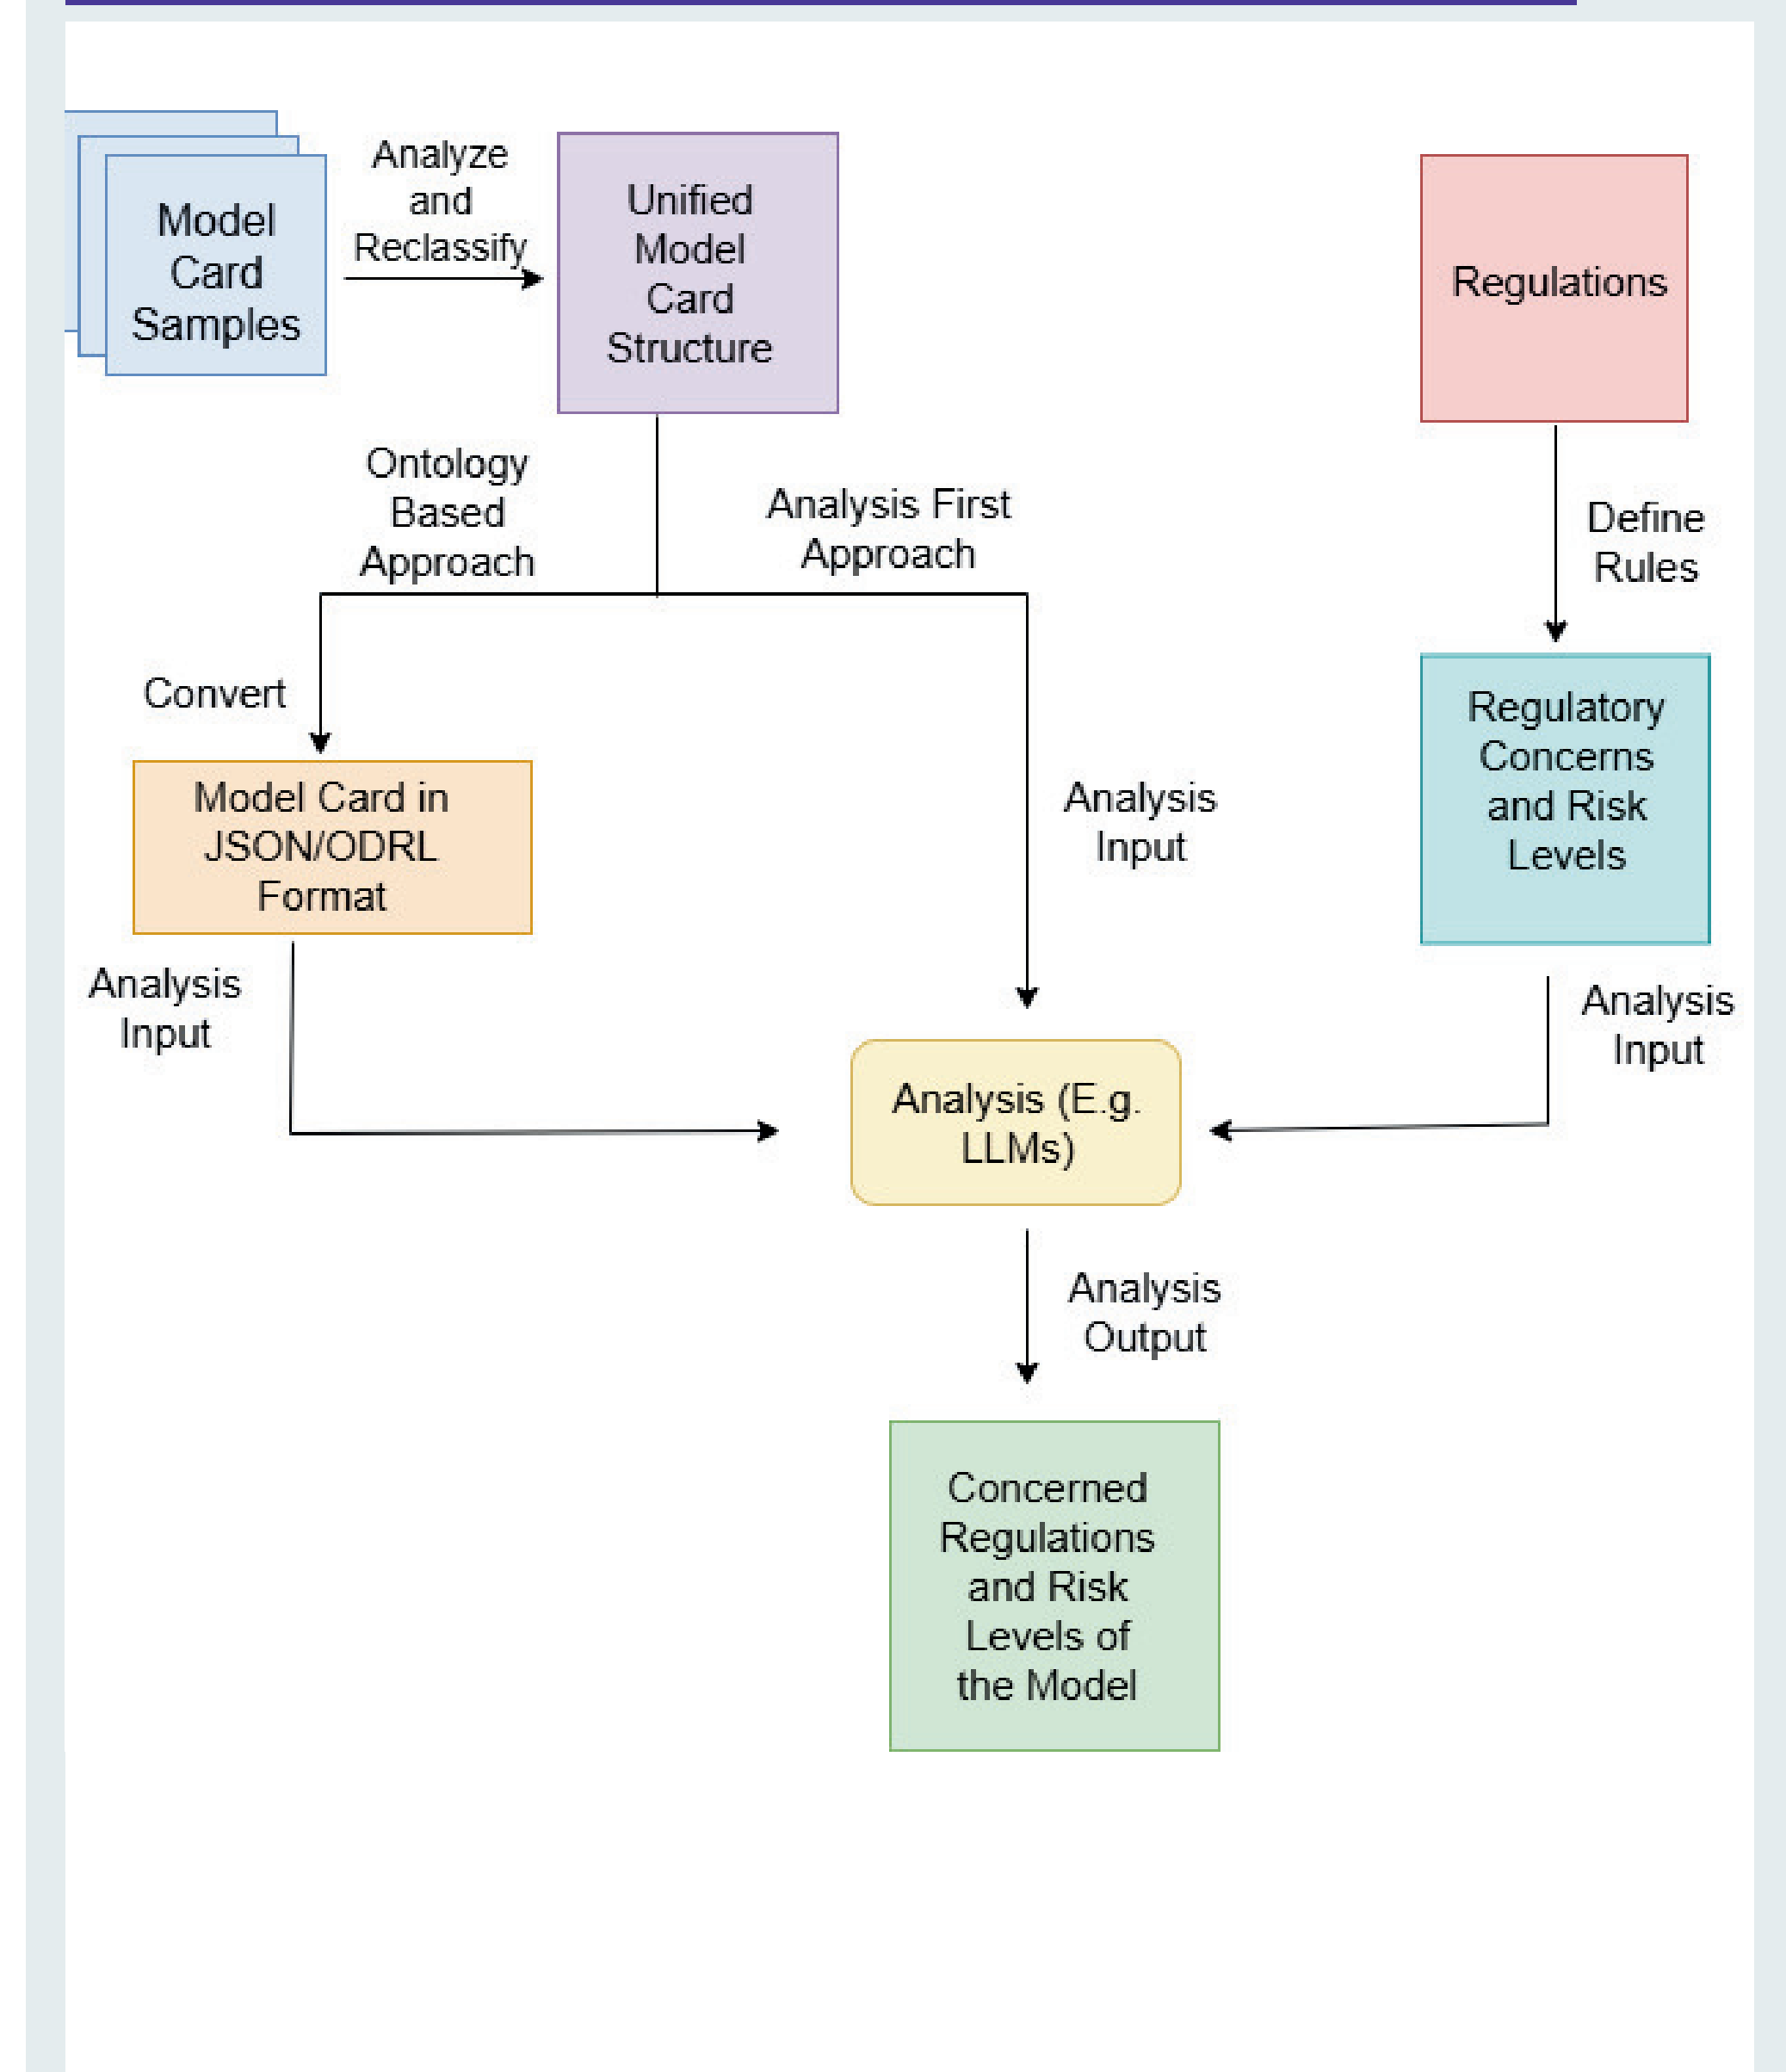 Model
Card
Samples
Analyze
and
Reclassify
Unified
Model
Card
Structure
Regulations
Ontology
Based
Approach
Analysis First
Approach
Define
Rules
Convert
Model Card in
JSON/ODRL
Format
Analysis
Input
Regulatory
Concerns
and Risk
Levels
Analysis
Input
Analysis
Input
Analysis (E.g.
LLMs)
Analysis
Output
Concerned
Regulations
and Risk
Levels of
the Model